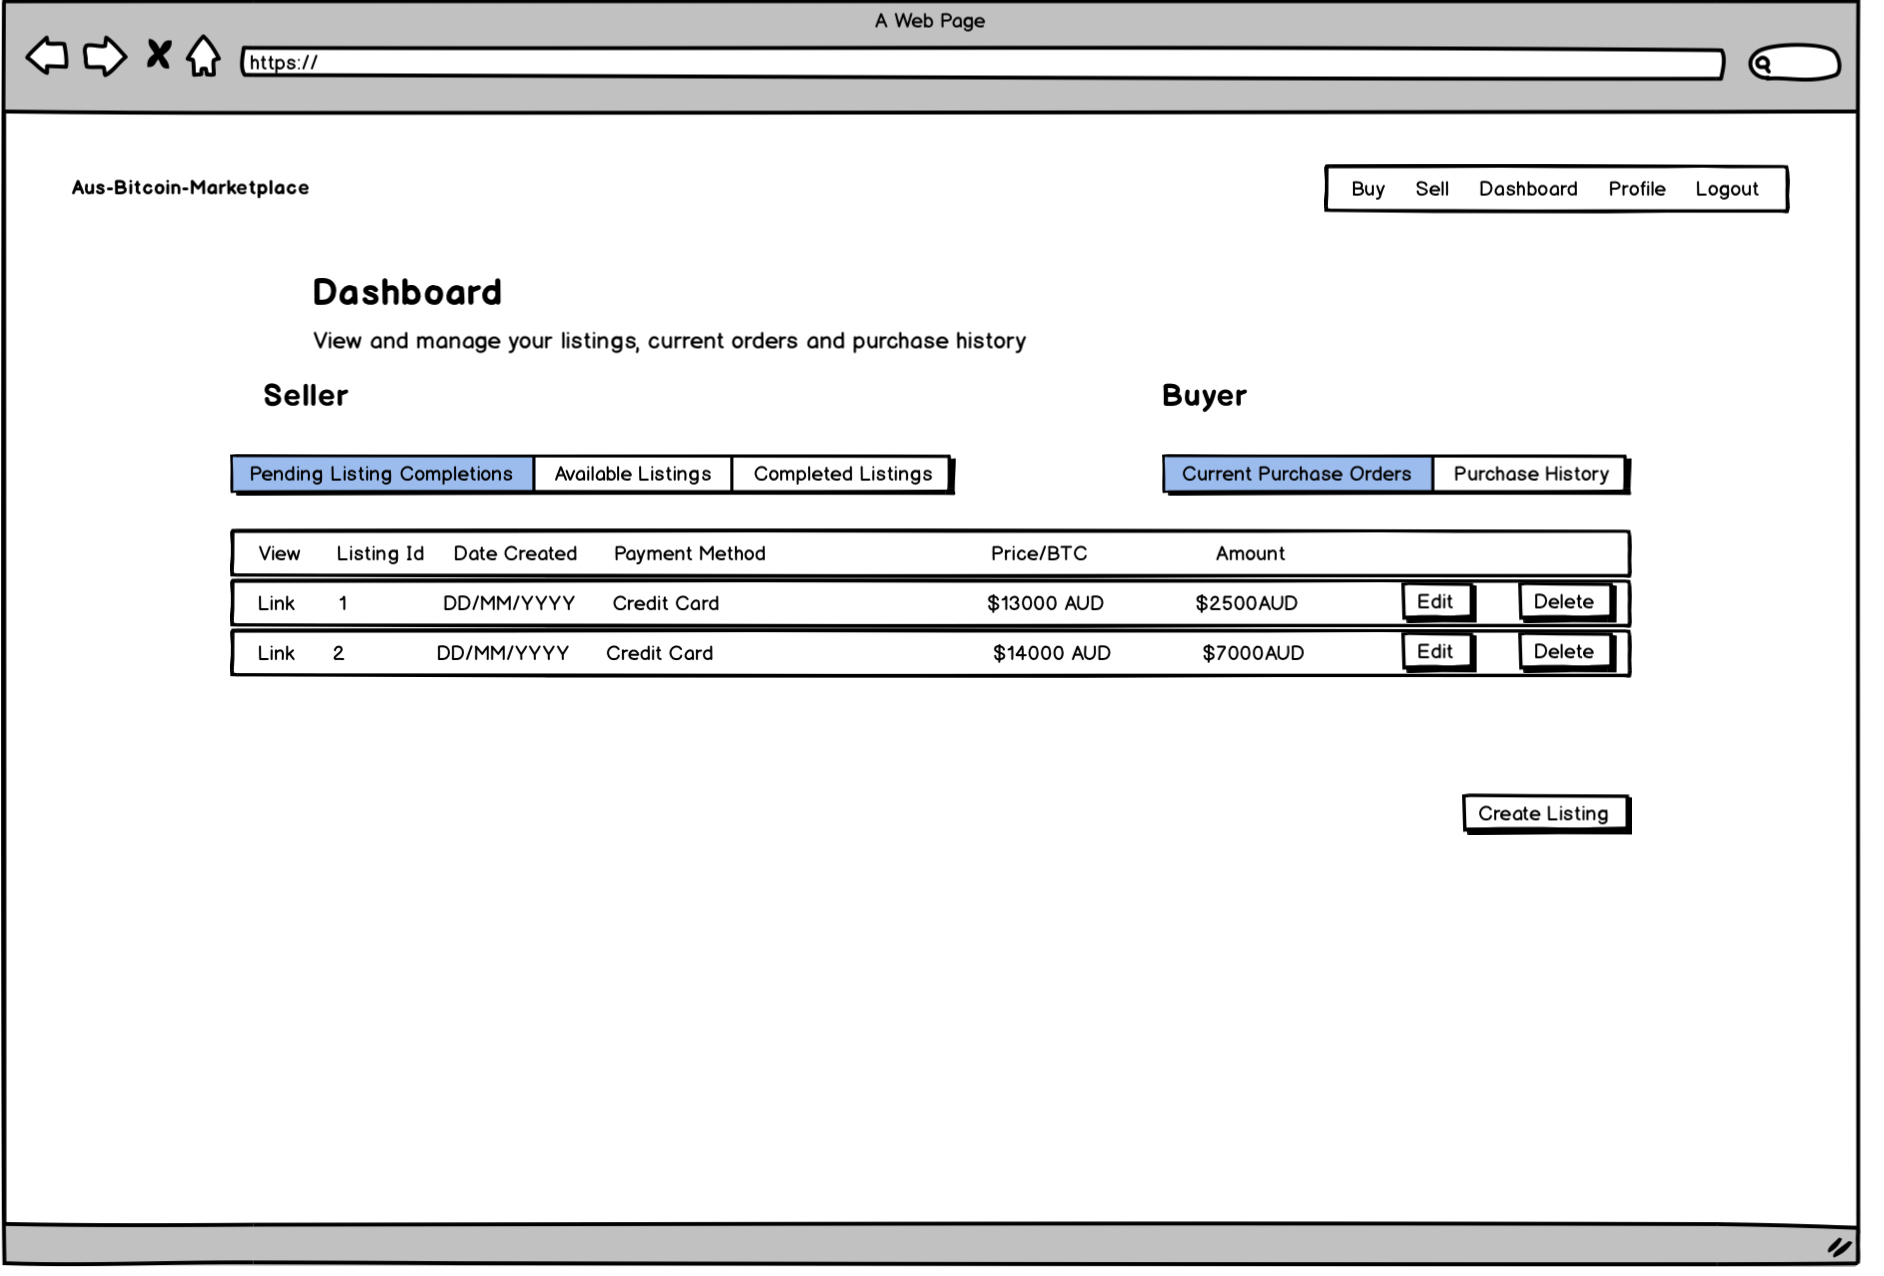 A Web Page
https://
Aus-Bitcoin-Marketplace
Buy Sell Dashboard Profile Logout
Dashboard
View and manage your listings, current orders and purchase history
Seller Buyer
Pending Listing Completions Available Listings Completed Listings Current Purchase Orders Purchase History
View Listing Id Date Created Payment Method Price/BTC Amount
Link 1 DD/MM/YYYY Credit Card $13000 AUD $2500AUD Edit Delete
Link 2 DD/MM/YYYY Credit Card $14000 AUD $7000AUD Edit Delete
Create Listing